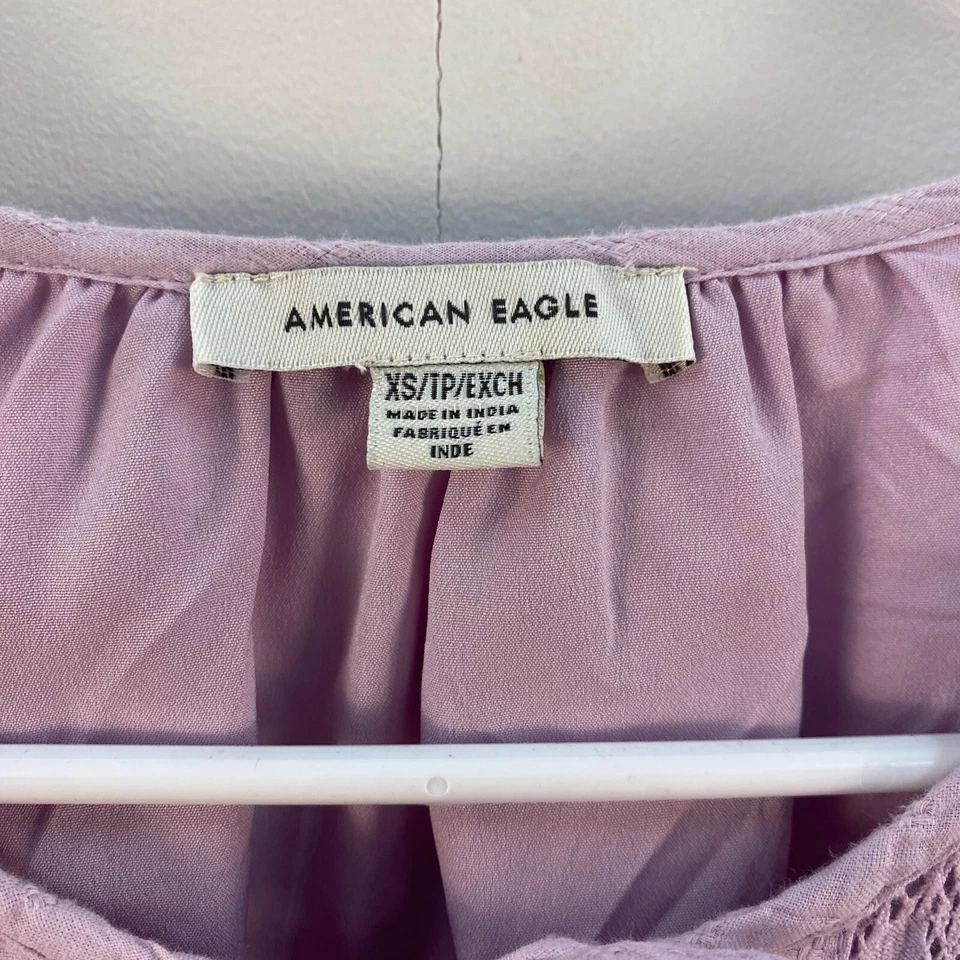 AMERICAN EAGLE
XS/TP/EXCH
MADE IN INDIA
FABRIQUÉ EN
INDE